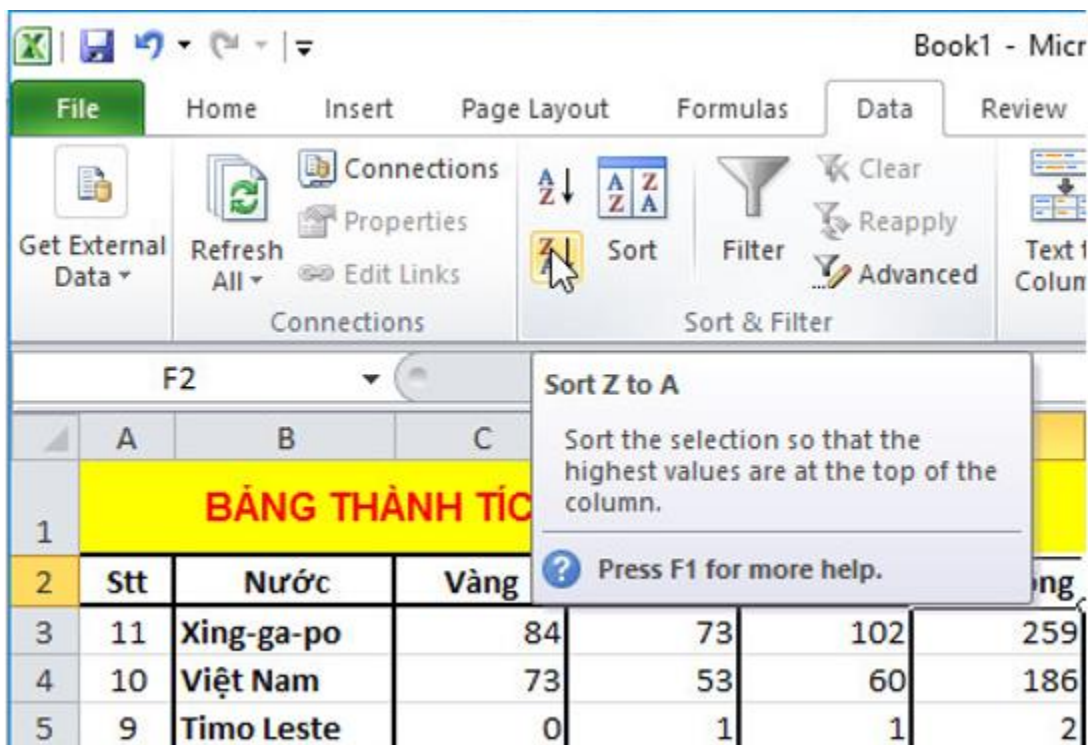 Book1 - Micr
File Home Insert Page Layout Formulas Data Review
Get External Data
Refresh All
Connections
Properties
Edit Links
Connections
Sort
Filter
Clear
Reapply
Advanced
Sort & Filter
Text
Colum
F2
Sort Z to A
Sort the selection so that the
highest values are at the top of the
column.
Press F1 for more help.
A B C
1 BẢNG THÀNH TÍC
2 Stt Nước Vàng
3 11 Xing-ga-po 84 73 102 259
4 10 Việt Nam 73 53 60 186
5 9 Timo Leste 0 1 1 2